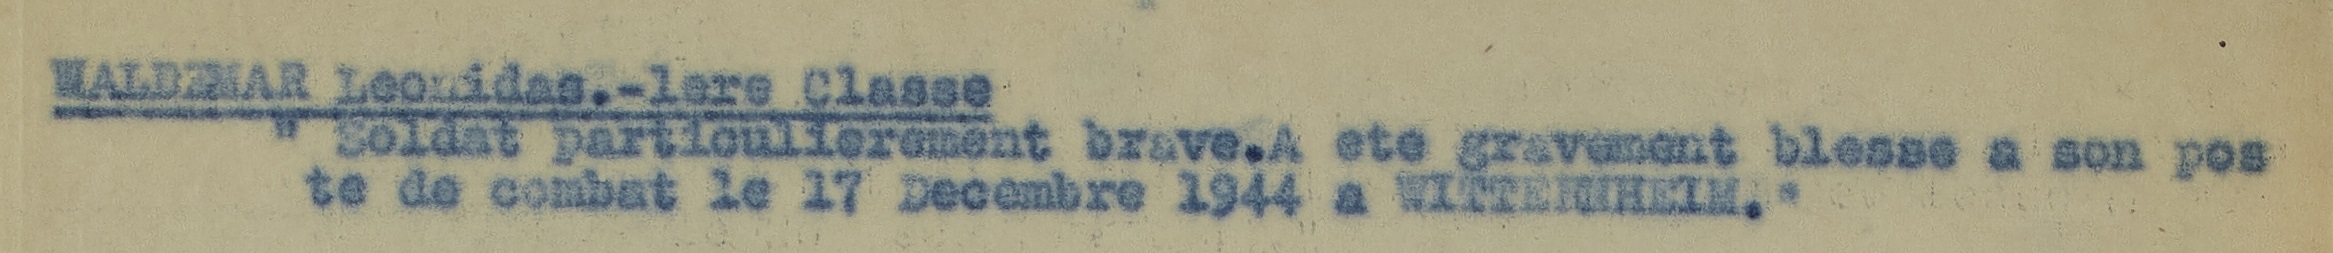 WALDEMAR Leonidas.-1ere Classe
" Soldat particulierement brave.A ete gravement blesse a son pos
te de combat le 17 Decembre 1944 a WITTENNHEIM."